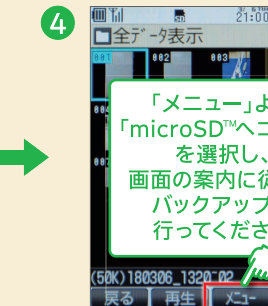 4
21:00
全データ表示
001 002 003
「メニュー」よ
「microSD™へコ
を選択し、
画面の案内に従
バックアップ
行ってくださ
(50K)180306_1320~02
戻る 再生 メニュー